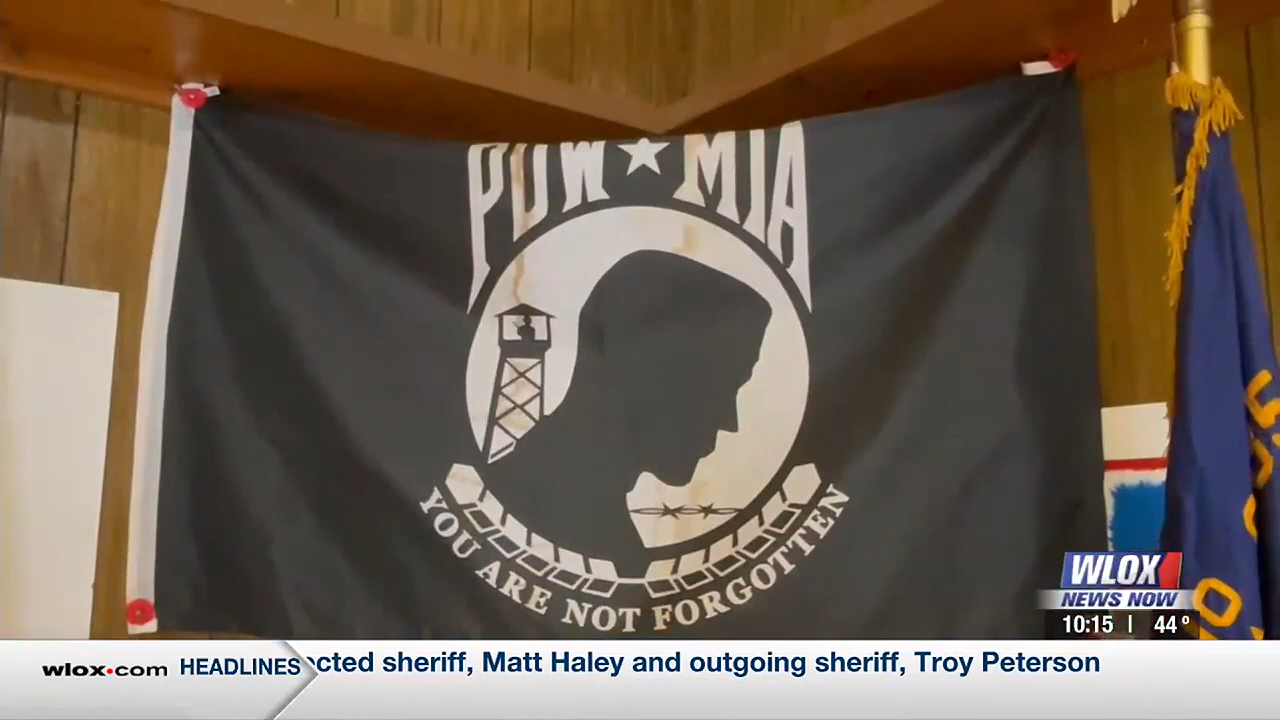 POW ★ MIA
YOU ARE NOT FORGOTTEN
WLOX
NEWS NOW
10:15 | 44°
wlox.com HEADLINES cted sheriff, Matt Haley and outgoing sheriff, Troy Peterson